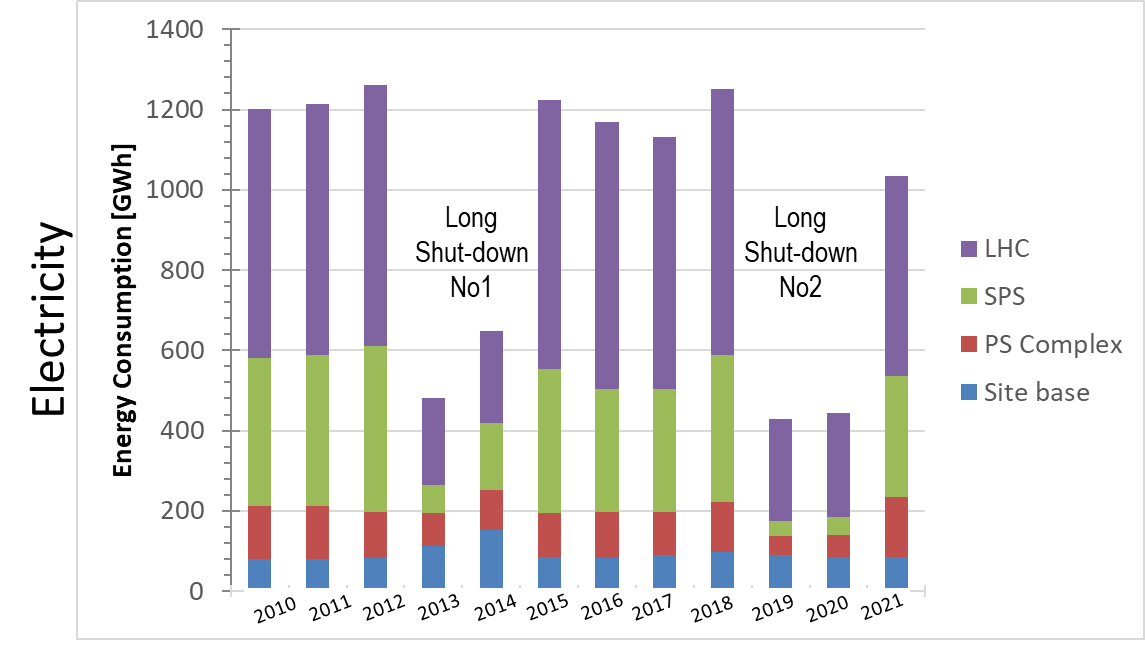 Electricity
Energy Consumption [GWh]
1400
1200
1000
800
600
400
200
0
Long
Shut-down
No1
Long
Shut-down
No2
2010
2011
2012
2013
2014
2015
2016
2017
2018
2019
2020
2021
LHC
SPS
PS Complex
Site base